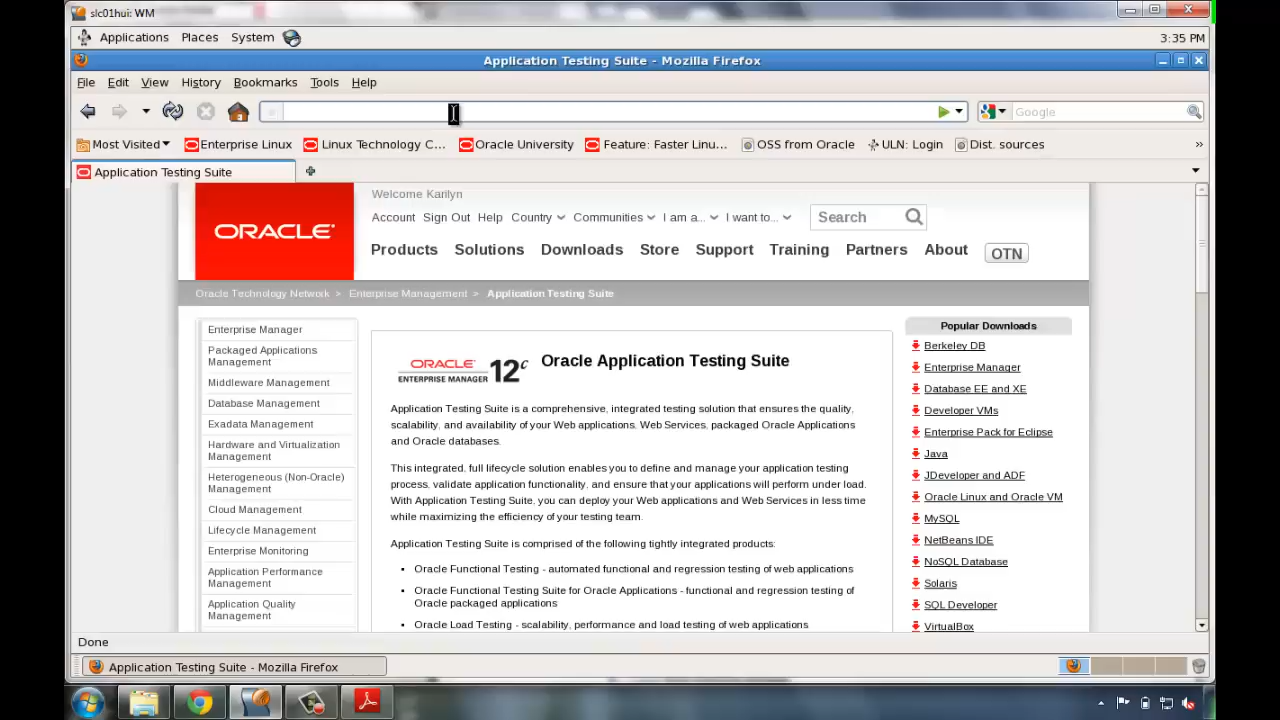 slc01hui: WM
Applications Places System 3:35 PM
Application Testing Suite - Mozilla Firefox
File Edit View History Bookmarks Tools Help
Google
Most Visited Enterprise Linux Linux Technology C... Oracle University Feature: Faster Linu... OSS from Oracle ULN: Login Dist. sources »
Application Testing Suite
Welcome Karilyn
ORACLE
Account Sign Out Help Country Communities I am a... I want to... Search
Products Solutions Downloads Store Support Training Partners About OTN
Oracle Technology Network > Enterprise Management > Application Testing Suite
Enterprise Manager
Packaged Applications
Management
Middleware Management
Database Management
Exadata Management
Hardware and Virtualization
Management
Heterogeneous (Non-Oracle)
Management
Cloud Management
Lifecycle Management
Enterprise Monitoring
Application Performance
Management
Application Quality
Management
ORACLE
ENTERPRISE MANAGER 12c
Oracle Application Testing Suite
Application Testing Suite is a comprehensive, integrated testing solution that ensures the quality,
scalability, and availability of your Web applications, Web Services, packaged Oracle Applications
and Oracle databases.
This integrated, full lifecycle solution enables you to define and manage your application testing
process, validate application functionality, and ensure that your applications will perform under load.
With Application Testing Suite, you can deploy your Web applications and Web Services in less time
while maximizing the efficiency of your testing team.
Application Testing Suite is comprised of the following tightly integrated products:
Oracle Functional Testing - automated functional and regression testing of web applications
Oracle Functional Testing Suite for Oracle Applications - functional and regression testing of
Oracle packaged applications
Oracle Load Testing - scalability, performance and load testing of web applications
Popular Downloads
Berkeley DB
Enterprise Manager
Database EE and XE
Developer VMs
Enterprise Pack for Eclipse
Java
JDeveloper and ADF
Oracle Linux and Oracle VM
MySQL
NetBeans IDE
NoSQL Database
Solaris
SQL Developer
VirtualBox
Done
Application Testing Suite - Mozilla Firefox